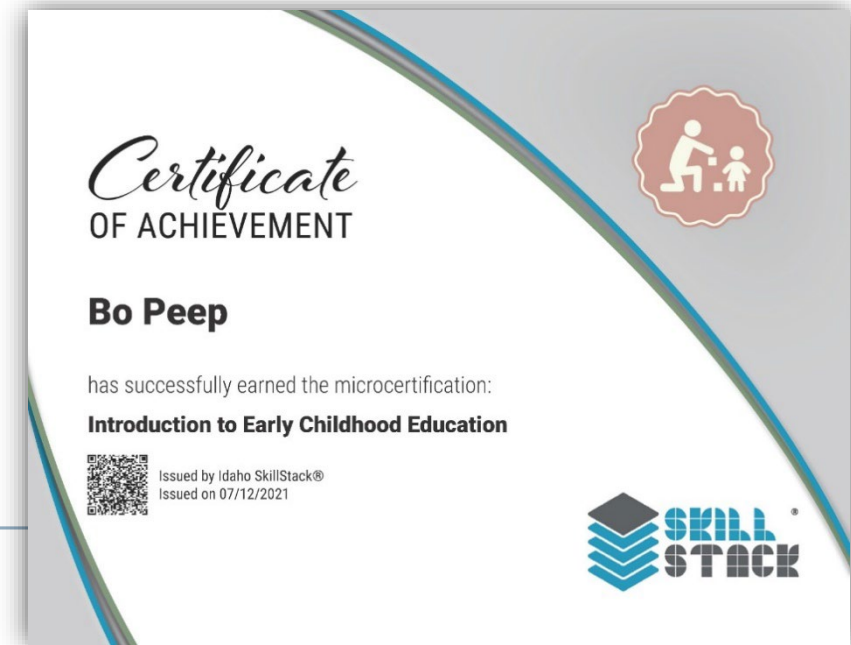 Certificate
OF ACHIEVEMENT
Bo Peep
has successfully earned the microcertification:
Introduction to Early Childhood Education
Issued by Idaho SkillStack®
Issued on 07/12/2021
SKILL ®
STACK